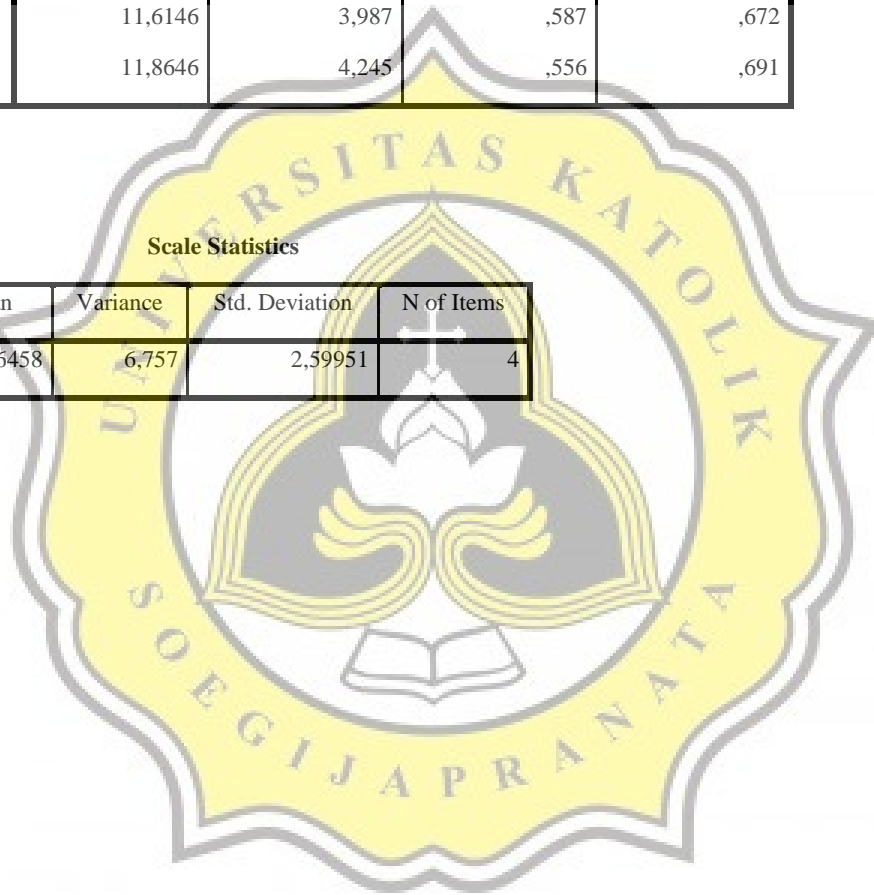 11,6146 3,987 ,587 ,672
11,8646 4,245 ,556 ,691
Scale Statistics
Variance Std. Deviation N of Items
6,757 2,59951 4
UNIVERSITAS KATOLIK
SOEGIJAPRANATA